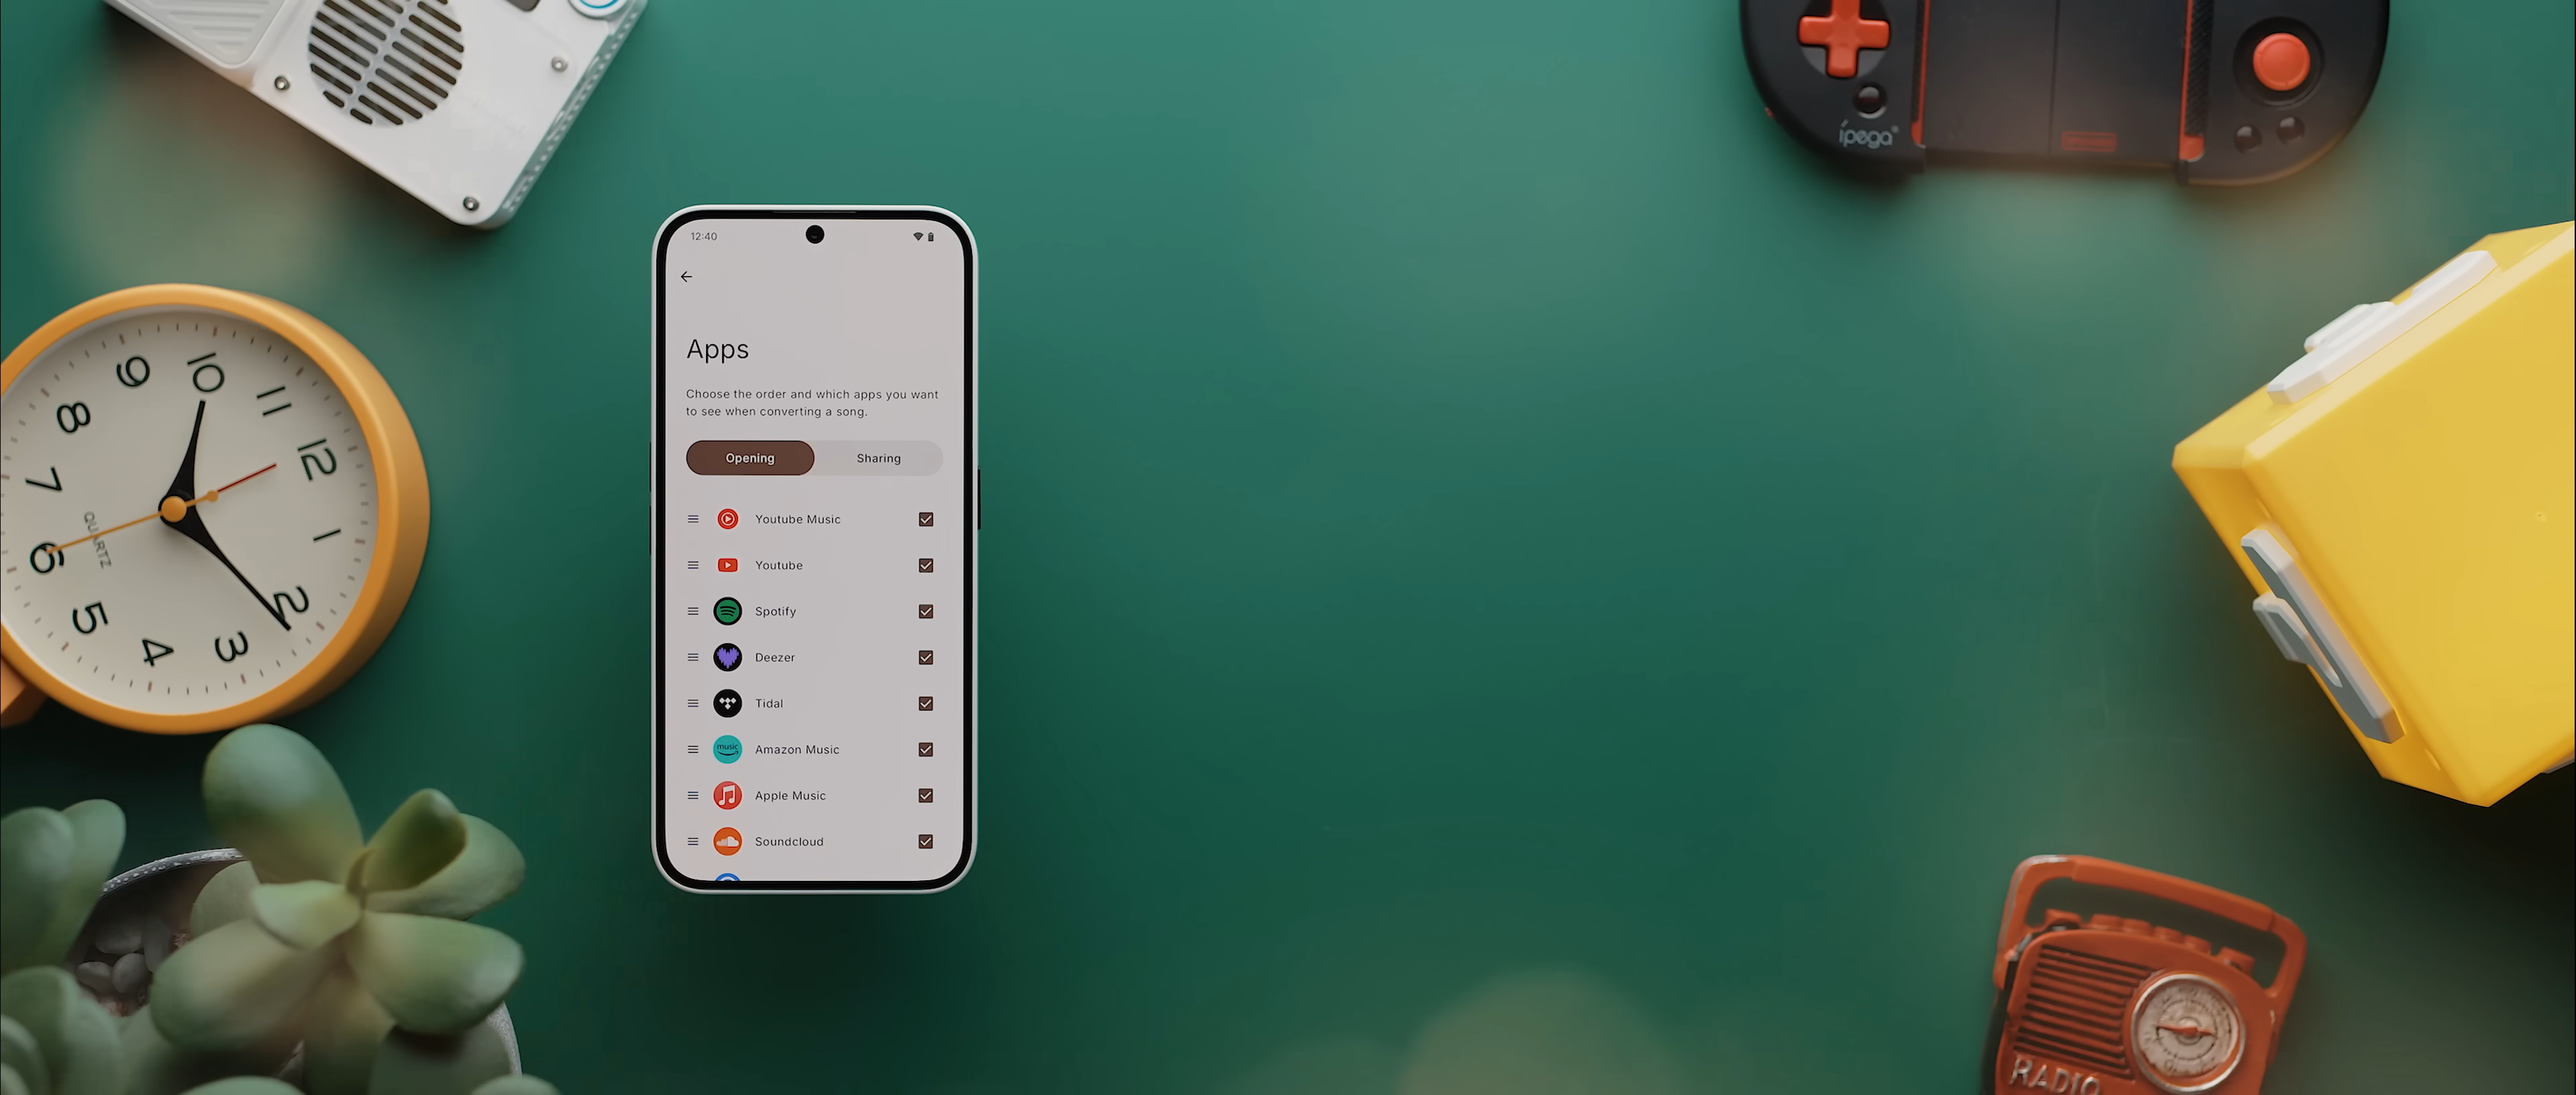 ipega
12:40
Apps
Choose the order and which apps you want
to see when converting a song.
Opening
Sharing
Youtube Music
Youtube
Spotify
Deezer
Tidal
music
Amazon Music
Apple Music
Soundcloud
9
10
11
8
12
7
1
QUARTZ
6
2
5
3
4
RADIO